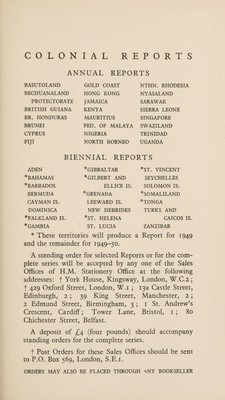 COLONIAL REPORTS
ANNUAL REPORTS
BASUTOLAND GOLD COAST NTHN. RHODESIA
BECHUANALAND HONG KONG NYASALAND
PROTECTORATE JAMAICA SARAWAK
BRITISH GUIANA KENYA SIERRA LEONE
BR. HONDURAS MAURITIUS SINGAPORE
BRUNEI FED. OF MALAYA SWAZILAND
CYPRUS NIGERIA TRINIDAD
FIJI NORTH BORNEO UGANDA
BIENNIAL REPORTS
ADEN *GIBRALTAR *ST. VINCENT
*BAHAMAS *GILBERT AND SEYCHELLES
*BARBADOS ELLICE IS. SOLOMON IS.
BERMUDA *GRENADA *SOMALILAND
CAYMAN IS. LEEWARD IS. *TONGA
DOMINICA NEW HEBRIDES TURKS AND
*FALKLAND IS. *ST. HELENA CAICOS IS.
*GAMBIA ST. LUCIA ZANZIBAR
* These territories will produce a Report for 1949
and the remainder for 1949–50.
A standing order for selected Reports or for the com-
plete series will be accepted by any one of the Sales
Offices of H.M. Stationery Office at the following
addresses: † York House, Kingsway, London, W.C.2;
† 429 Oxford Street, London, W.1; 13a Castle Street,
Edinburgh, 2; 39 King Street, Manchester, 2;
2 Edmund Street, Birmingham, 3; 1 St. Andrew's
Crescent, Cardiff; Tower Lane, Bristol, 1; 80
Chichester Street, Belfast.
A deposit of £4 (four pounds) should accompany
standing orders for the complete series.
† Post Orders for these Sales Offices should be sent
to P.O. Box 569, London, S.E.1.
ORDERS MAY ALSO BE PLACED THROUGH ANY BOOKSELLER